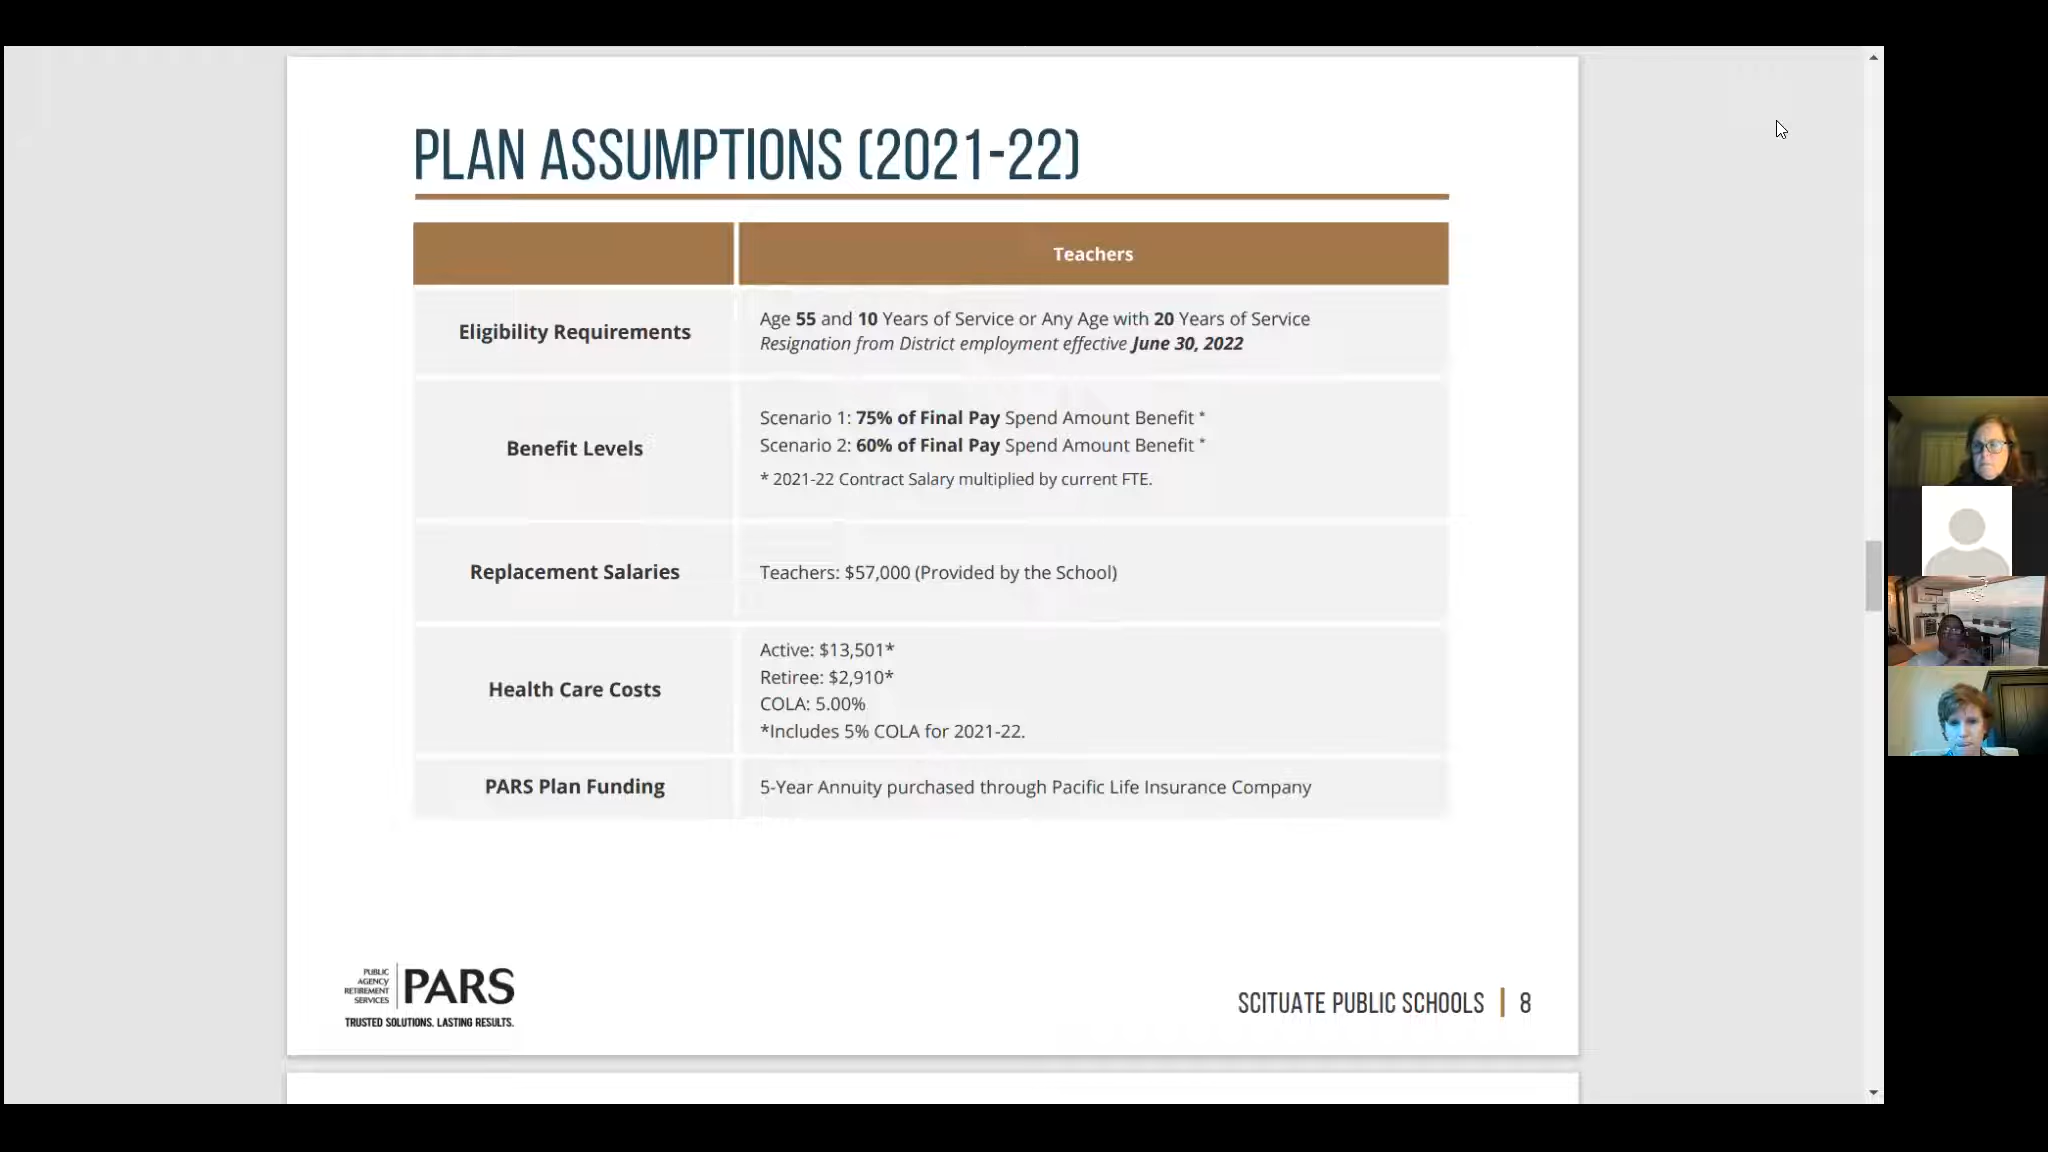 PLAN ASSUMPTIONS (2021-22)
Teachers
Eligibility Requirements
Age 55 and 10 Years of Service or Any Age with 20 Years of Service
Resignation from District employment effective June 30, 2022
Benefit Levels
Scenario 1: 75% of Final Pay Spend Amount Benefit *
Scenario 2: 60% of Final Pay Spend Amount Benefit *
* 2021-22 Contract Salary multiplied by current FTE.
Replacement Salaries
Teachers: $57,000 (Provided by the School)
Health Care Costs
Active: $13,501*
Retiree: $2,910*
COLA: 5.00%
*Includes 5% COLA for 2021-22.
PARS Plan Funding
5-Year Annuity purchased through Pacific Life Insurance Company
PUBLIC
AGENCY
RETIREMENT
SERVICES
PARS
TRUSTED SOLUTIONS. LASTING RESULTS.
SCITUATE PUBLIC SCHOOLS | 8